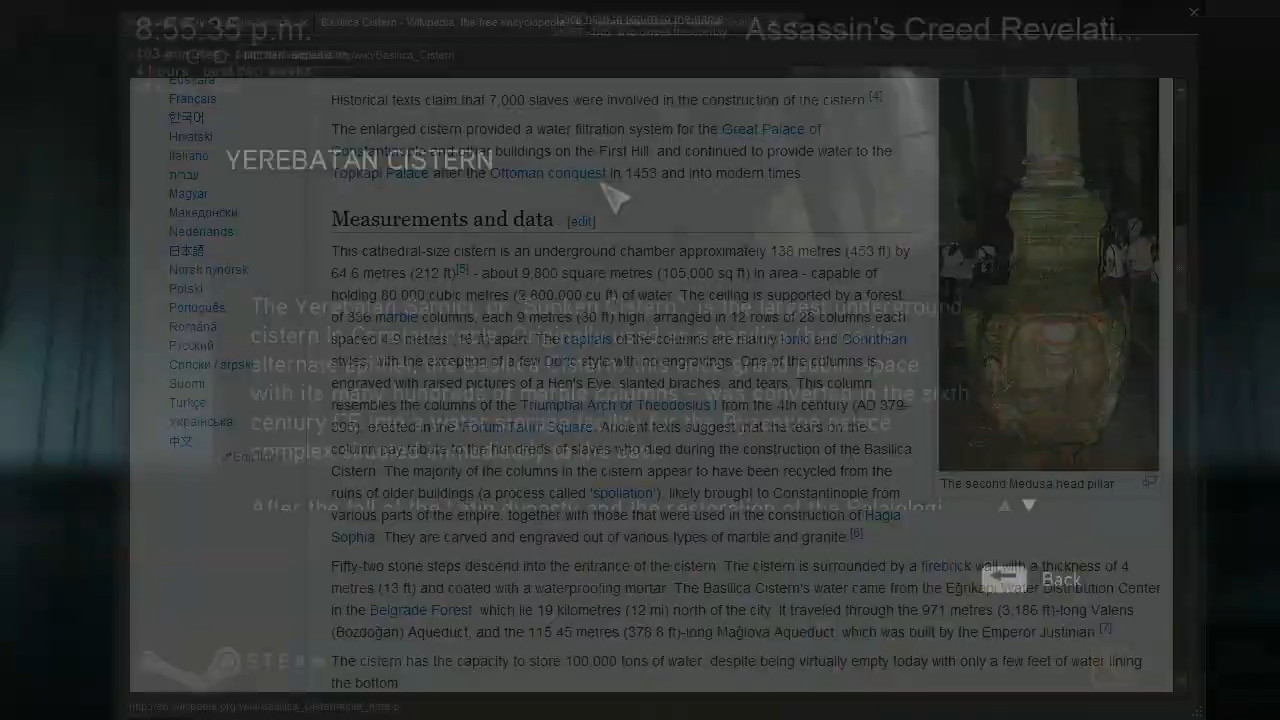 8:55:35 p.m.
Basilica Cistern - Wikipedia, the free encyclopedia
Assassin's Creed Revelati...
Euskara
Français
한국어
Hrvatski
Italiano
עברית
Magyar
Македонски
Nederlands
日本語
Norsk nynorsk
Polski
Português
Română
Русский
Српски / srpski
Suomi
Türkçe
Українська
中文
Historical texts claim that 7,000 slaves were involved in the construction of the cistern.[4]
The enlarged cistern provided a water filtration system for the Great Palace of
other buildings on the First Hill, and continued to provide water to the
Topkapi Palace after the Ottoman conquest in 1453 and into modern times.
YEREBATAN CISTERN
Measurements and data [edit]
This cathedral-size cistern is an underground chamber approximately 138 metres (453 ft) by
64.6 metres (212 ft)[5] - about 9,800 square metres (105,000 sq ft) in area - capable of
holding 80,000 cubic metres (2,800,000 cu ft) of water. The ceiling is supported by a forest
of 336 marble columns, each 9 metres (30 ft) high, arranged in 12 rows of 28 columns each
spaced 4.9 metres (16 ft) apart. The capitals of the columns are mainly Ionic and Corinthian
styles, with the exception of a few Doric style with no engravings. One of the columns is
engraved with raised pictures of a Hen's Eye, slanted braches, and tears. This column
resembles the columns of the Triumphal Arch of Theodosius I from the 4th century (AD 379–
395), erected in the 'Forum Tauri' Square. Ancient texts suggest that the tears on the
column pay tribute to the hundreds of slaves who died during the construction of the Basilica
Cistern. The majority of the columns in the cistern appear to have been recycled from the
ruins of older buildings (a process called 'spoliation'), likely brought to Constantinople from
various parts of the empire, together with those that were used in the construction of Hagia
Sophia. They are carved and engraved out of various types of marble and granite.[6]
Fifty-two stone steps descend into the entrance of the cistern. The cistern is surrounded by a firebrick wall with a thickness of 4
metres (13 ft) and coated with a waterproofing mortar. The Basilica Cistern's water came from the Eğrikapı Water Distribution Center
in the Belgrade Forest, which lie 19 kilometres (12 mi) north of the city. It traveled through the 971 metres (3,186 ft)-long Valens
(Bozdoğan) Aqueduct, and the 115.45 metres (378.8 ft)-long Mağlova Aqueduct, which was built by the Emperor Justinian.[7]
The cistern has the capacity to store 100,000 tons of water, despite being virtually empty today with only a few feet of water lining
the bottom.
The second Medusa head pillar
Back
STEAM